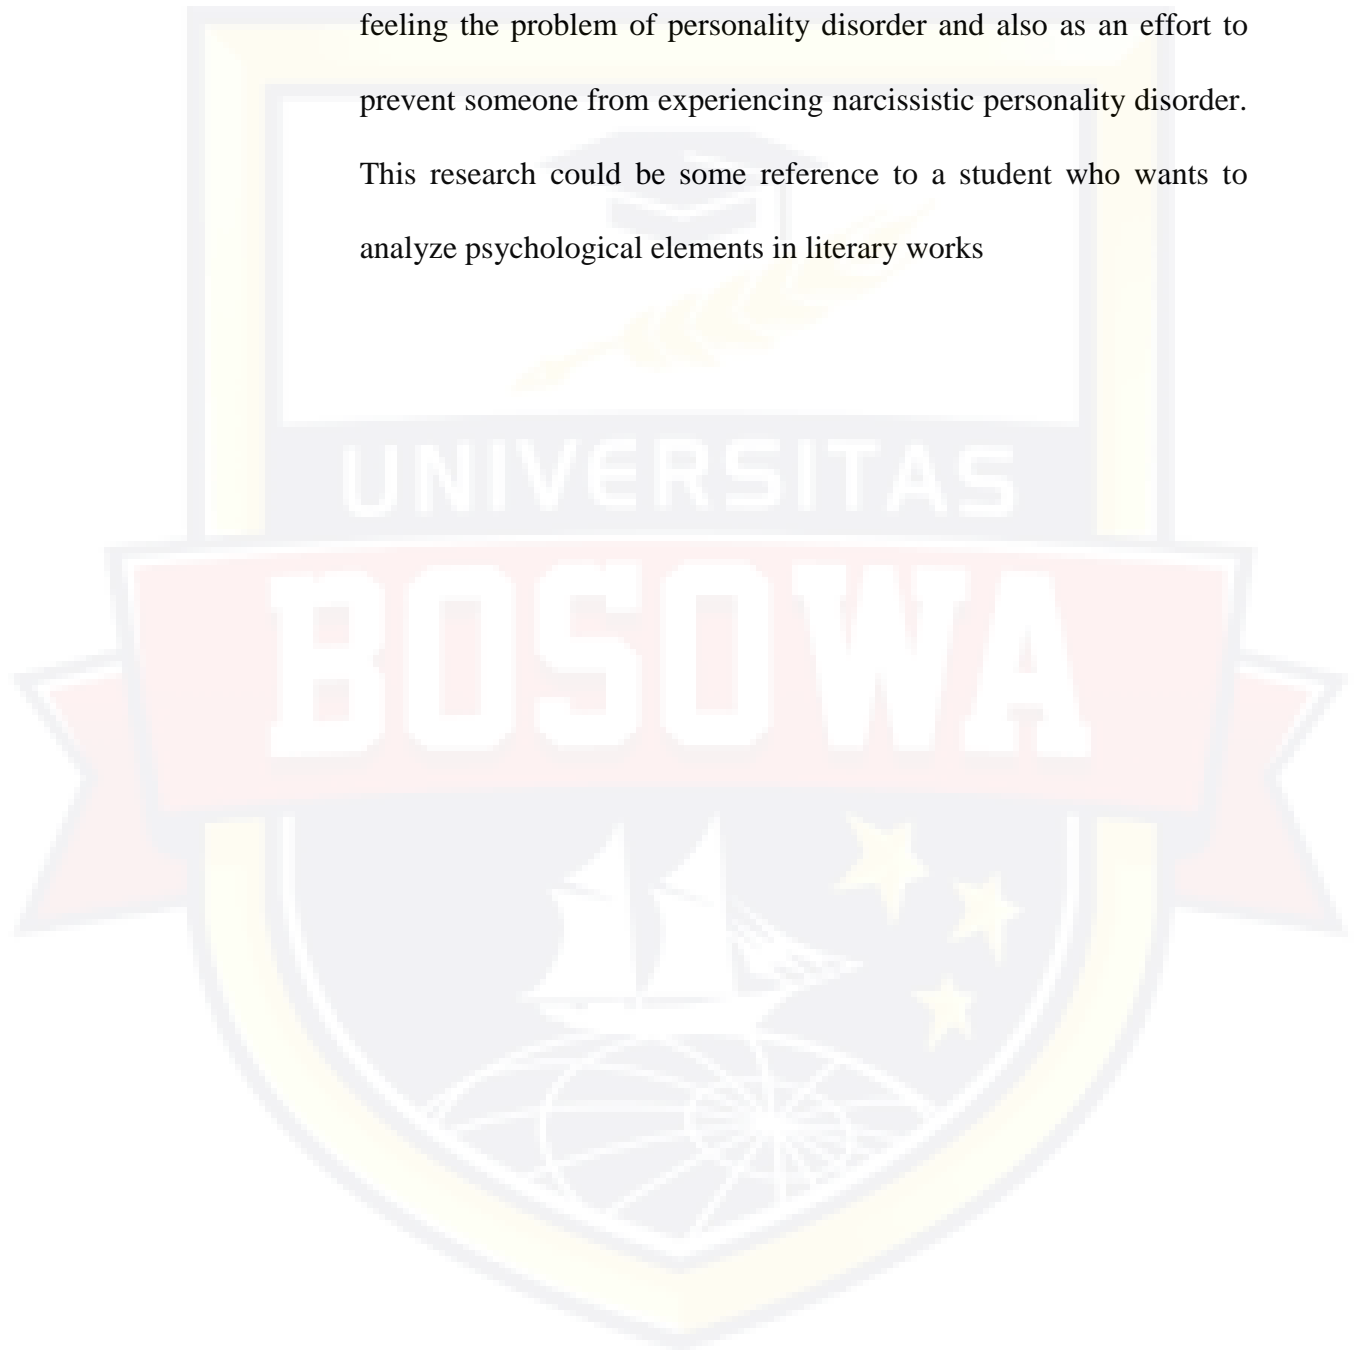 feeling the problem of personality disorder and also as an effort to
prevent someone from experiencing narcissistic personality disorder.
This research could be some reference to a student who wants to
analyze psychological elements in literary works
UNIVERSITAS
BOSOWA